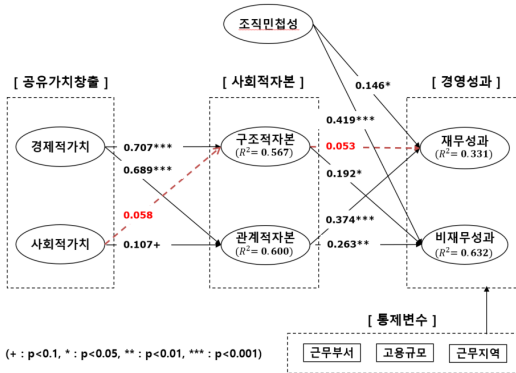 조직민첩성
[ 공유가치창출 ]
[ 사회적자본 ]
[ 경영성과 ]
0.146*
0.419***
경제적가치
0.707***
구조적자본
(R²= 0.567)
0.053
재무성과
(R²= 0.331)
0.689***
0.192*
0.058
0.374***
사회적가치
0.107+
관계적자본
(R²= 0.600)
0.263**
비재무성과
(R²= 0.632)
[ 통제변수 ]
(+ : p<0.1, * : p<0.05, ** : p<0.01, *** : p<0.001)
근무부서
고용규모
근무지역